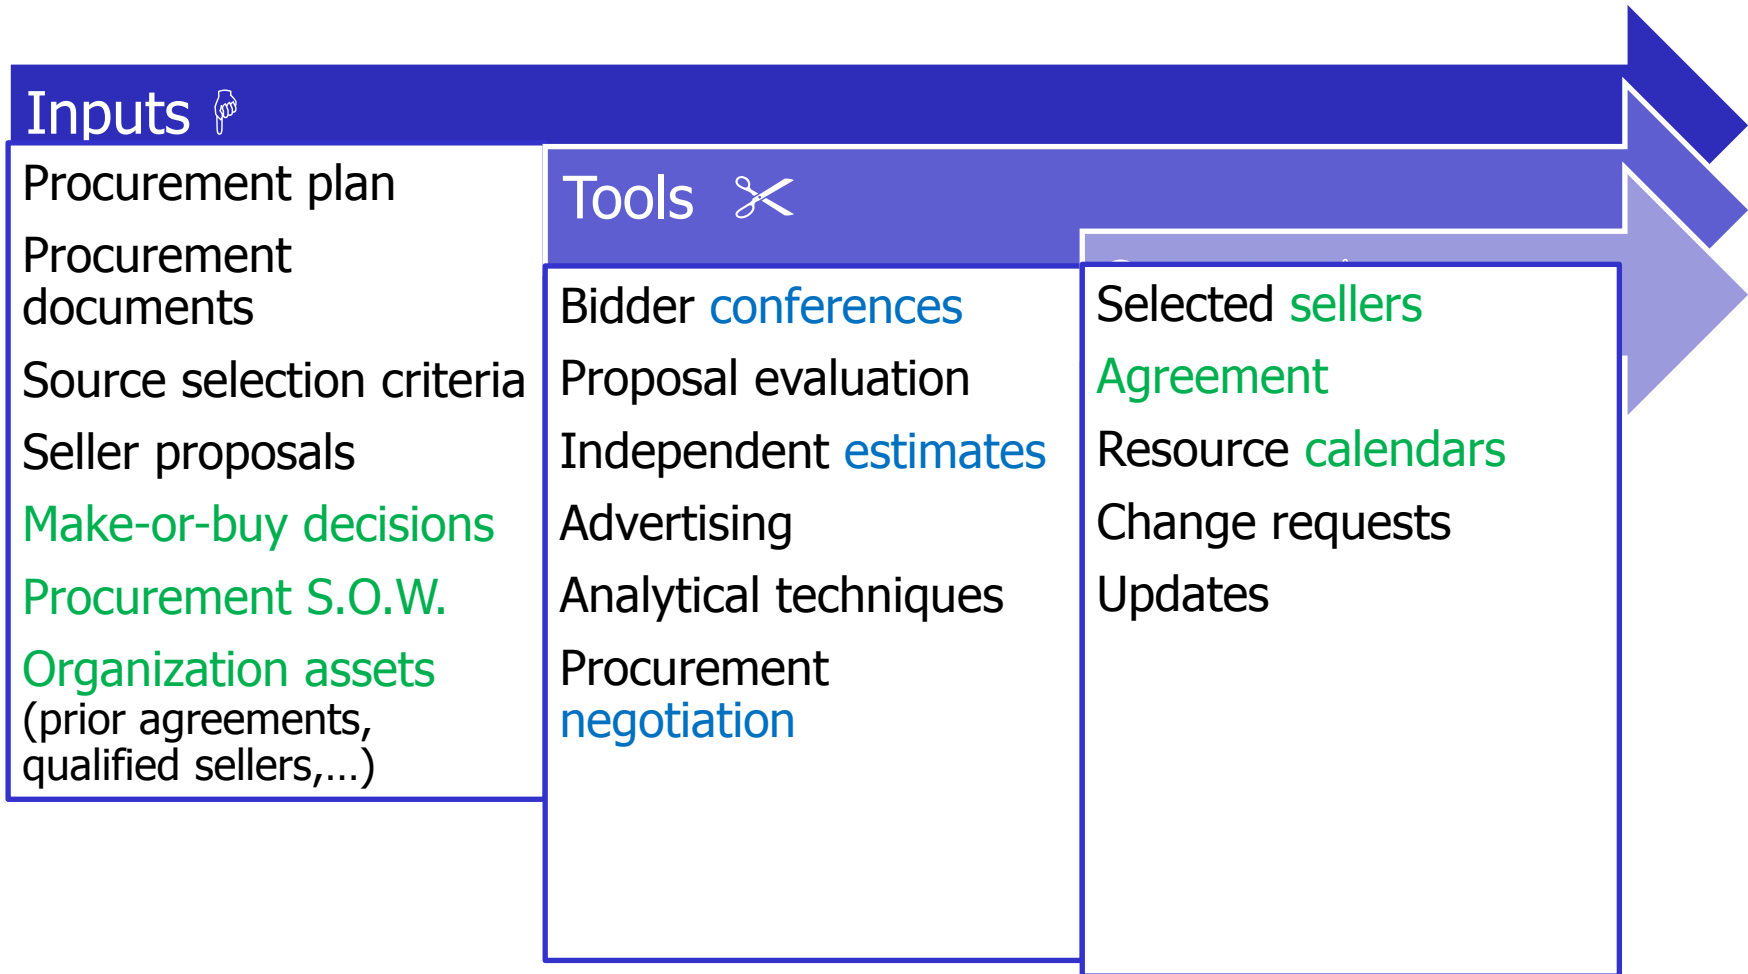 Inputs ☟
Procurement plan
Procurement
documents
Source selection criteria
Seller proposals
Make-or-buy decisions
Procurement S.O.W.
Organization assets
(prior agreements,
qualified sellers,…)
Tools ✂
Bidder conferences
Proposal evaluation
Independent estimates
Advertising
Analytical techniques
Procurement
negotiation
Selected sellers
Agreement
Resource calendars
Change requests
Updates